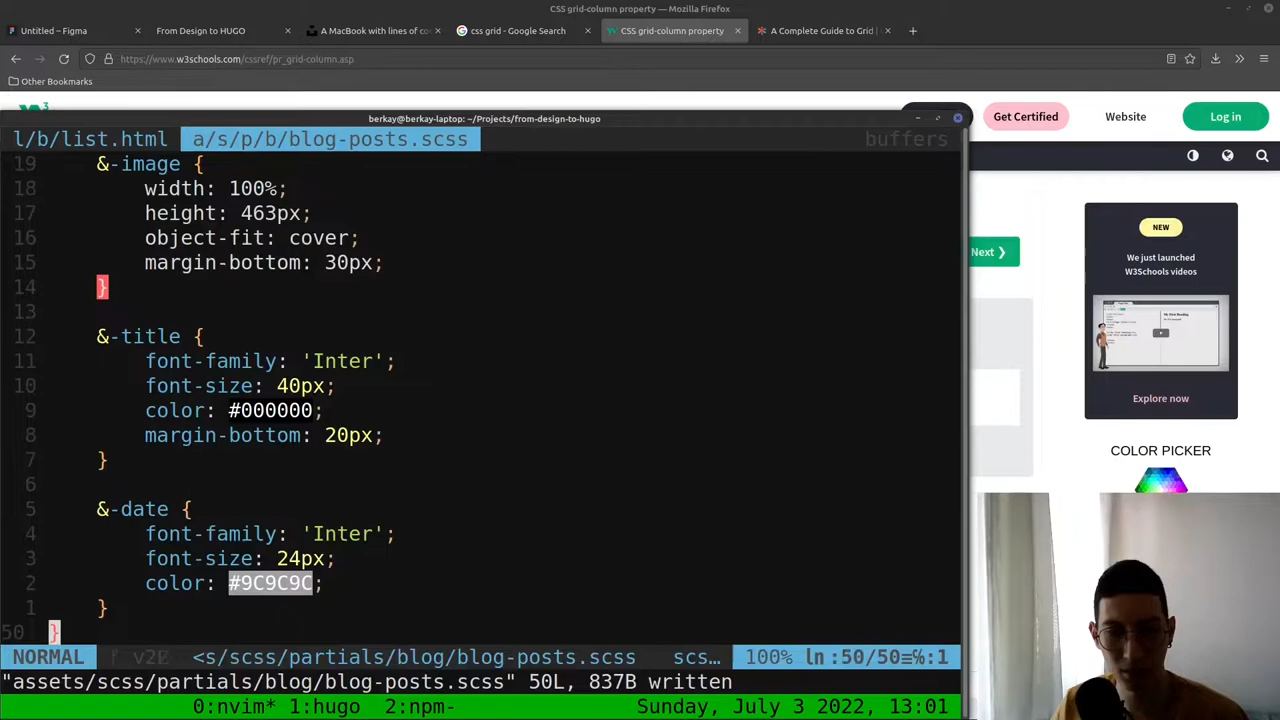 CSS grid-column property — Mozilla Firefox
Untitled – Figma
From Design to HUGO
A MacBook with lines of co
css grid - Google Search
CSS grid-column property
A Complete Guide to Grid |
https://www.w3schools.com/cssref/pr_grid-column.asp
Other Bookmarks
Get Certified
Website
Log in
berkay@berkay-laptop: ~/Projects/from-design-to-hugo
l/b/list.html
a/s/p/b/blog-posts.scss
buffers
19 &-image {
18 width: 100%;
17 height: 463px;
16 object-fit: cover;
15 margin-bottom: 30px;
14 }
13
12 &-title {
11 font-family: 'Inter';
10 font-size: 40px;
9 color: #000000;
8 margin-bottom: 20px;
7 }
6
5 &-date {
4 font-family: 'Inter';
3 font-size: 24px;
2 color: #9C9C9C;
1 }
50 }
NORMAL <s/scss/partials/blog/blog-posts.scss scs… 100% ln:50/50≡℅:1
"assets/scss/partials/blog/blog-posts.scss" 50L, 837B written
0:nvim* 1:hugo 2:npm- Sunday, July 3 2022, 13:01
Next ❯
NEW
We just launched
W3Schools videos
Explore now
COLOR PICKER